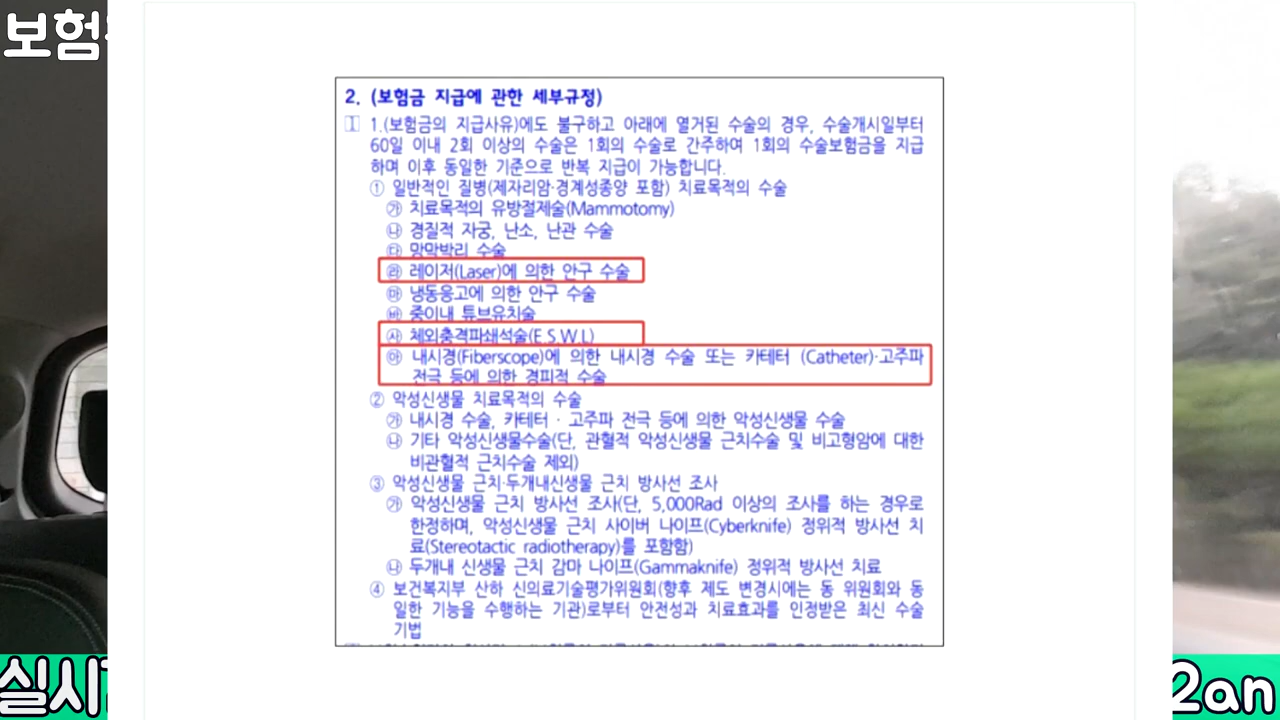 보험
2. (보험금 지급에 관한 세부규정)
1 1.(보험금의 지급사유)에도 불구하고 아래에 열거된 수술의 경우, 수술개시일부터
60일 이내 2회 이상의 수술은 1회의 수술로 간주하여 1회의 수술보험금을 지급
하며 이후 동일한 기준으로 반복 지급이 가능합니다.
① 일반적인 질병(제자리암·경계성종양 포함) 치료목적의 수술
㉮ 치료목적의 유방절제술(Mammotomy)
㉯ 경질적 자궁, 난소, 난관 수술
㉰ 망막박리 수술
㉱ 레이저(Laser)에 의한 안구 수술
㉲ 냉동응고에 의한 안구 수술
㉳ 중이내 튜브유치술
㉴ 체외충격파쇄석술(E.S.W.L)
㉵ 내시경(Fiberscope)에 의한 내시경 수술 또는 카테터 (Catheter)·고주파
전극 등에 의한 경피적 수술
② 악성신생물 치료목적의 수술
㉮ 내시경 수술, 카테터 · 고주파 전극 등에 의한 악성신생물 수술
㉯ 기타 악성신생물수술(단, 관혈적 악성신생물 근치수술 및 비고형암에 대한
비관혈적 근치수술 제외)
③ 악성신생물 근치·두개내신생물 근치 방사선 조사
㉮ 악성신생물 근치 방사선 조사(단, 5,000Rad 이상의 조사를 하는 경우로
한정하며, 악성신생물 근치 사이버 나이프(Cyberknife) 정위적 방사선 치
료(Stereotactic radiotherapy)를 포함함)
㉯ 두개내 신생물 근치 감마 나이프(Gammaknife) 정위적 방사선 치료
④ 보건복지부 산하 신의료기술평가위원회(향후 제도 변경시에는 동 위원회와 동
일한 기능을 수행하는 기관)로부터 안전성과 치료효과를 인정받은 최신 수술
기법
실시
2an